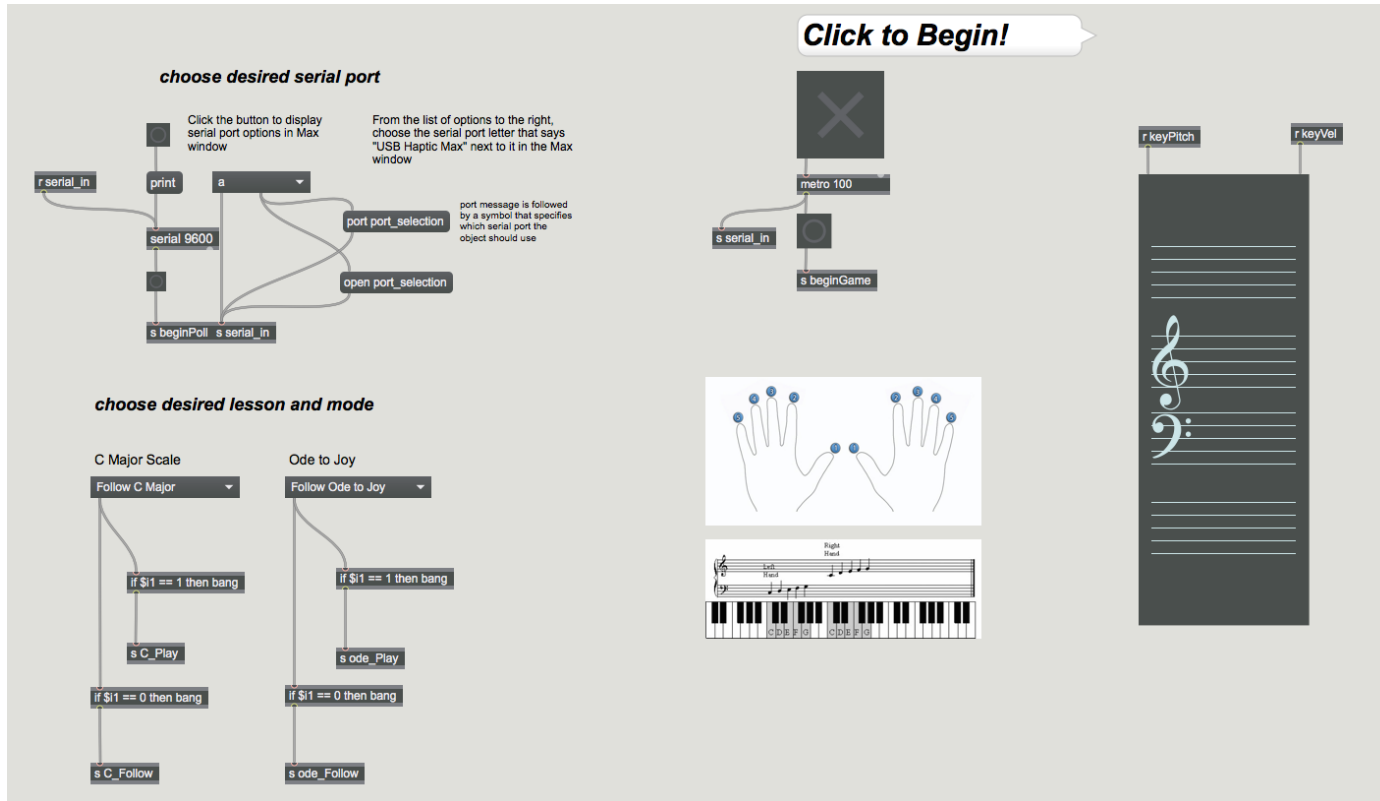 Click to Begin!
choose desired serial port
Click the button to display
serial port options in Max
window
From the list of options to the right,
choose the serial port letter that says
"USB Haptic Max" next to it in the Max
window
r serial_in
print
a
port port_selection
port message is followed
by a symbol that specifies
which serial port the
object should use
serial 9600
open port_selection
s beginPoll
s serial_in
metro 100
s serial_in
s beginGame
r keyPitch
r keyVel
choose desired lesson and mode
C Major Scale
Follow C Major
if $i1 == 1 then bang
s C_Play
if $i1 == 0 then bang
s C_Follow
Ode to Joy
Follow Ode to Joy
if $i1 == 1 then bang
s ode_Play
if $i1 == 0 then bang
s ode_Follow
Right
Hand
Left
Hand
C D E F G
C D E F G